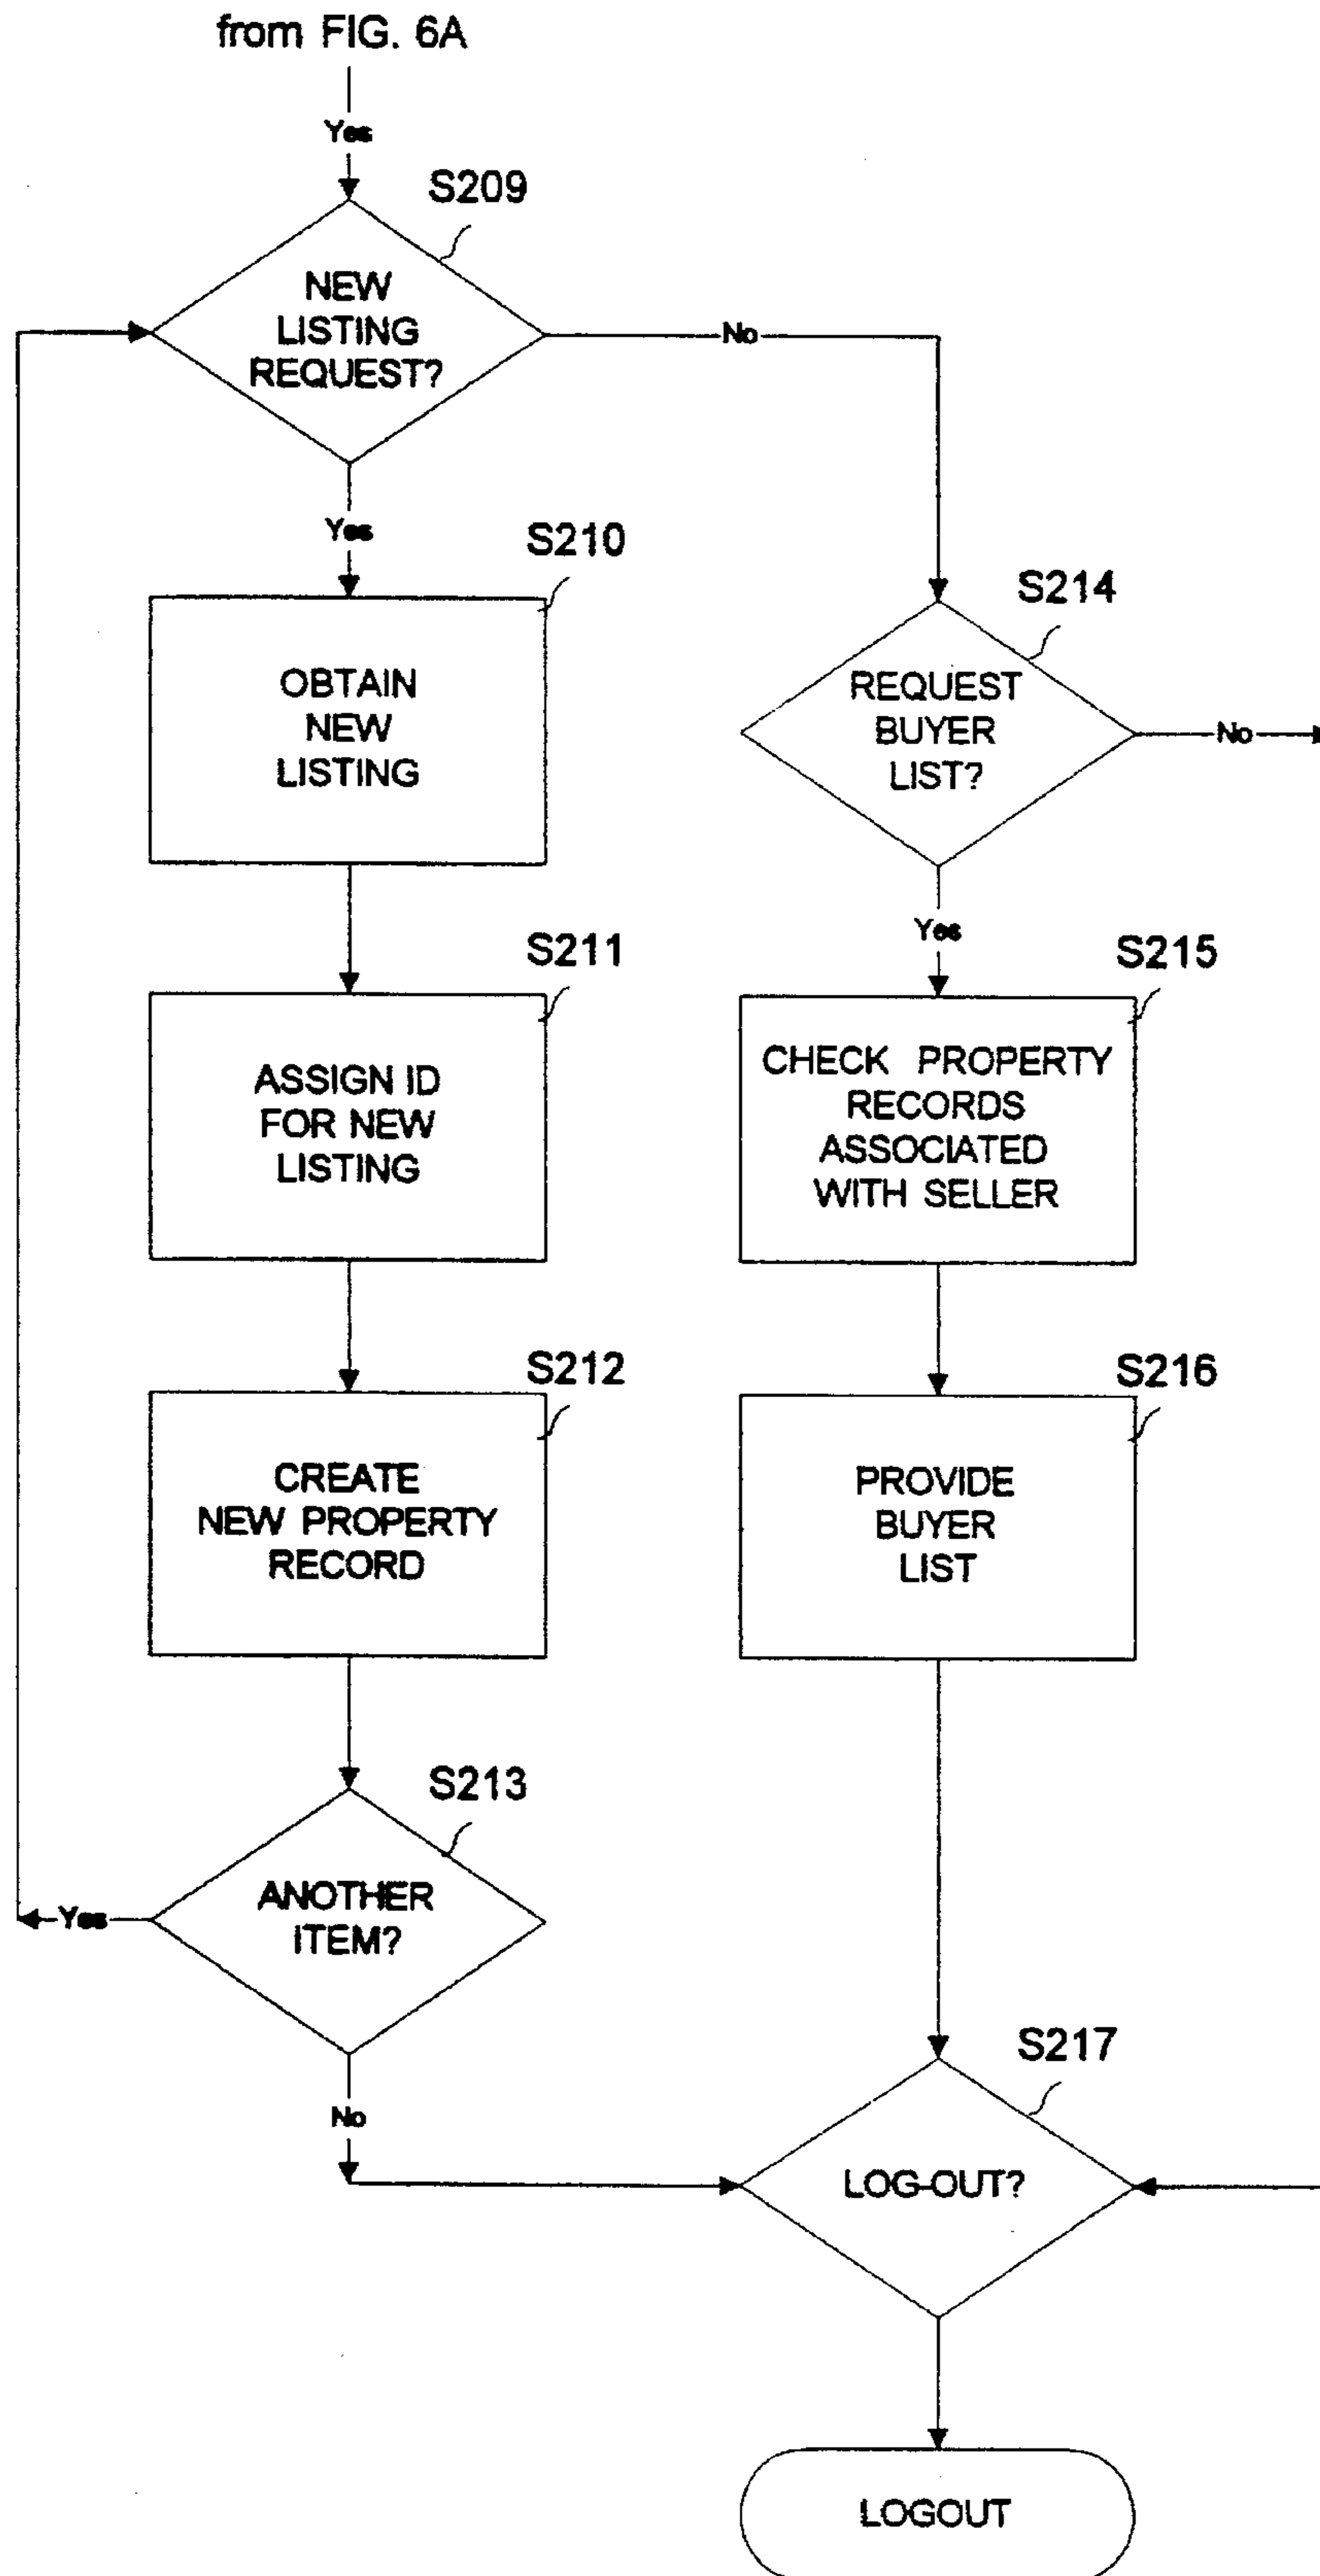 from FIG. 6A
Yes
S209
NEW
LISTING
REQUEST?
No
Yes
S210
OBTAIN
NEW
LISTING
S211
ASSIGN ID
FOR NEW
LISTING
S212
CREATE
NEW PROPERTY
RECORD
S213
ANOTHER
ITEM?
Yes
No
S214
REQUEST
BUYER
LIST?
No
Yes
S215
CHECK PROPERTY
RECORDS
ASSOCIATED
WITH SELLER
S216
PROVIDE
BUYER
LIST
S217
LOG-OUT?
LOGOUT